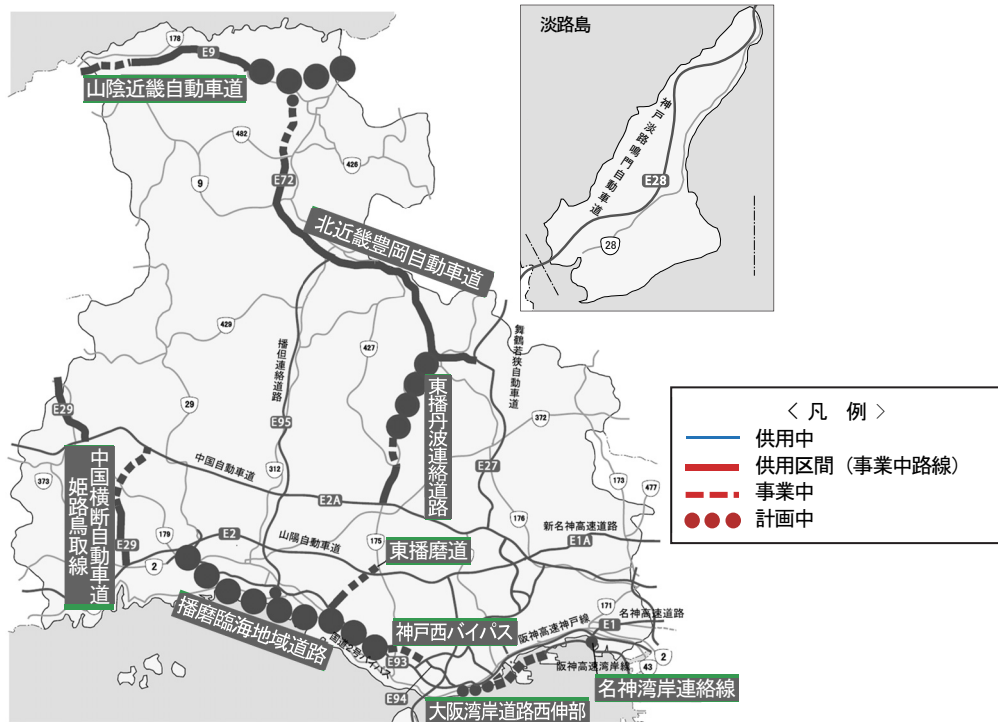 淡路島
神戸淡路鳴門自動車道
E28
28
178
E9
山陰近畿自動車道
482
426
9
E72
北近畿豊岡自動車道
429
427
播但連絡道路
舞鶴若狭自動車道
E29
29
E95
東播丹波連絡道路
372
〈 凡 例 〉
供用中
供用区間（事業中路線）
事業中
計画中
373
中国横断自動車道
姫路鳥取線
中国自動車道
312
E2A
E27
173
477
176
新名神高速道路
E1A
179
E2
山陽自動車道
175
E29
2
東播磨道
播磨臨海地域道路
国道2号バイパス
神戸西バイパス
E93
E94
阪神高速神戸線
171
名神高速道路
E1
阪神高速湾岸線
2
43
名神湾岸連絡線
大阪湾岸道路西伸部